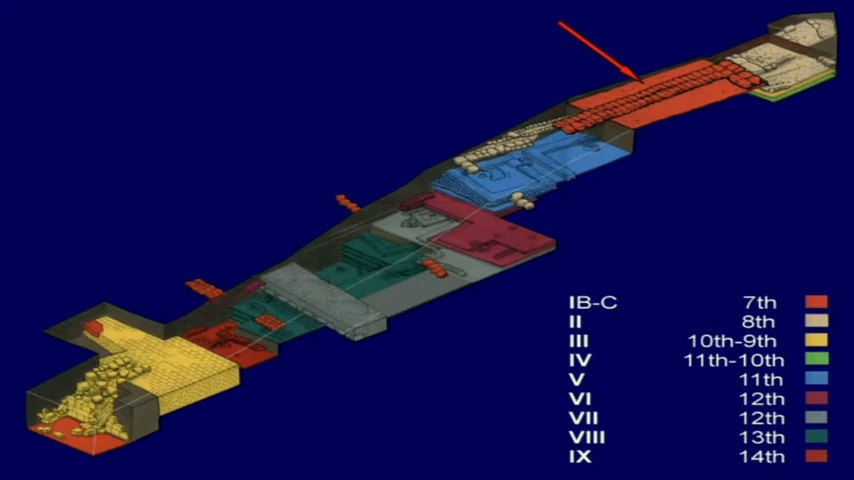 IB-C 7th
II 8th
III 10th-9th
IV 11th-10th
V 11th
VI 12th
VII 12th
VIII 13th
IX 14th